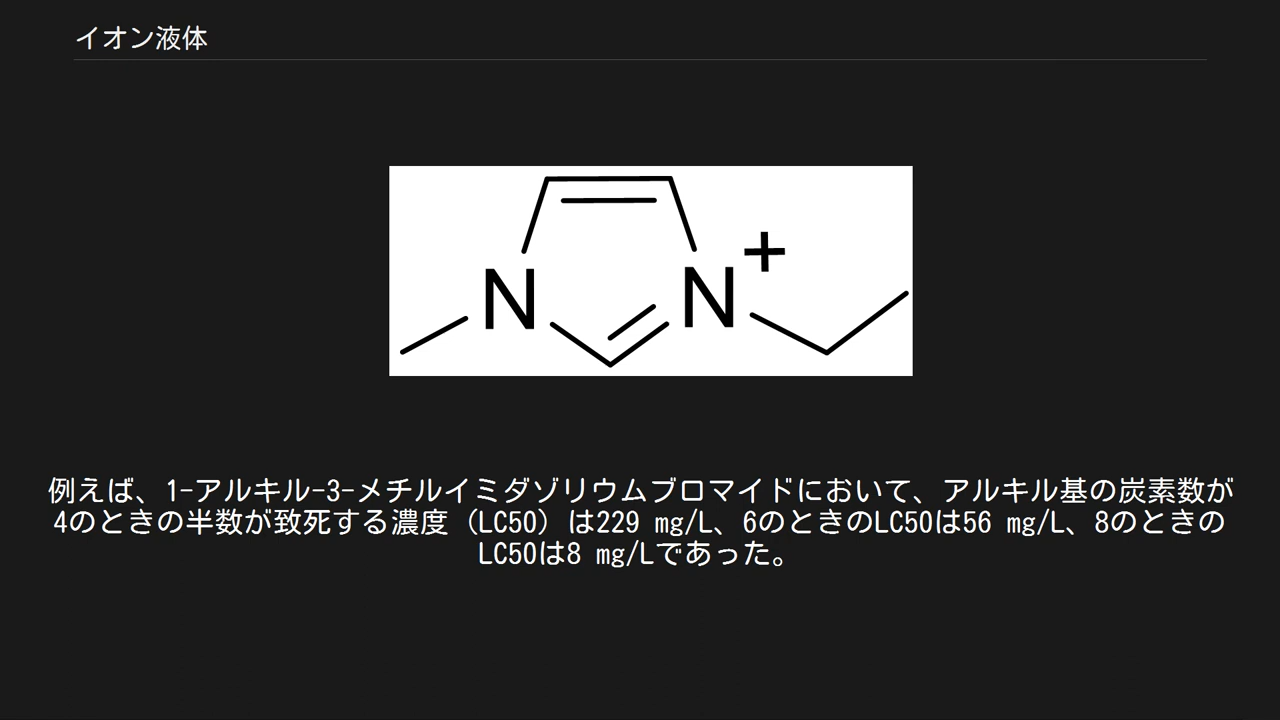 イオン液体
N
N
+
例えば、1-アルキル-3-メチルイミダゾリウムブロマイドにおいて、アルキル基の炭素数が
4のときの半数が致死する濃度（LC50）は229 mg/L、6のときのLC50は56 mg/L、8のときの
LC50は8 mg/Lであった。